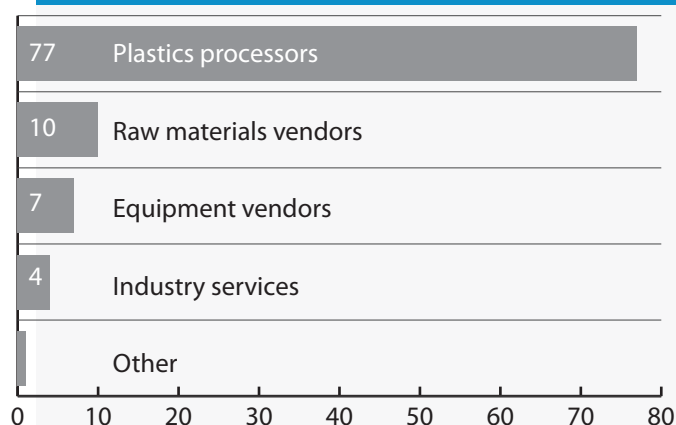 77 Plastics processors
10 Raw materials vendors
7 Equipment vendors
4 Industry services
Other
0 10 20 30 40 50 60 70 80